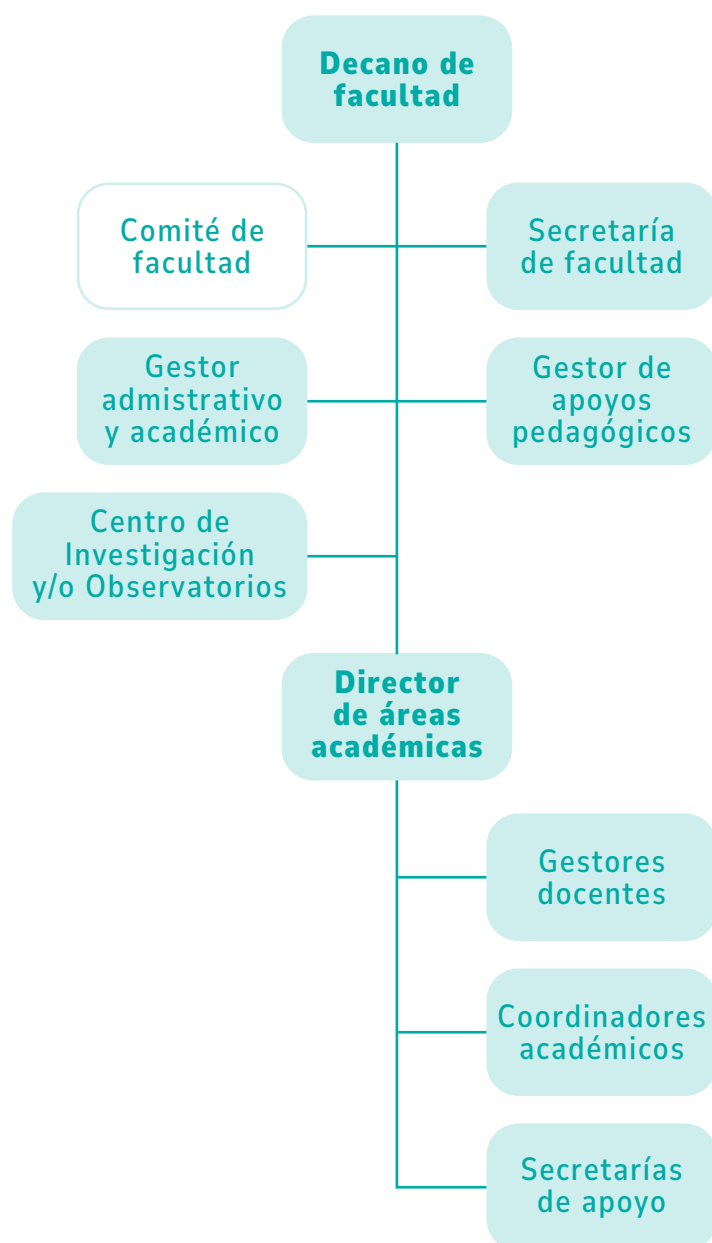 Decano de
facultad
Comité de
facultad
Secretaría
de facultad
Gestor
admistrativo
y académico
Gestor de
apoyos
pedagógicos
Centro de
Investigación
y/o Observatorios
Director
de áreas
académicas
Gestores
docentes
Coordinadores
académicos
Secretarías
de apoyo